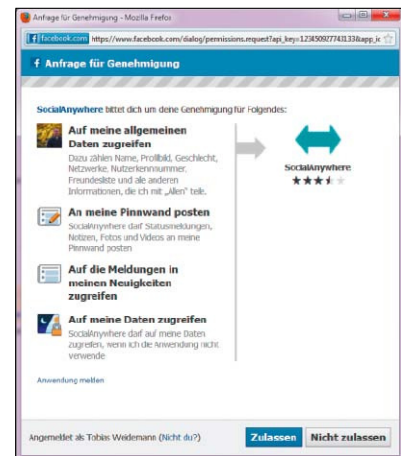 Anfrage für Genehmigung - Mozilla Firefox
facebook.com https://www.facebook.com/dialog/permissions.request?api_key=123450927743133&app_ic
Anfrage für Genehmigung
SocialAnywhere bittet dich um deine Genehmigung für Folgendes:
Auf meine allgemeinen
Daten zugreifen
Dazu zählen Name, Profilbild, Geschlecht,
Netzwerke, Nutzerkennnummer,
Freundesliste und alle anderen
Informationen, die ich mit „Allen" teile.
An meine Pinnwand posten
SocialAnywhere darf Statusmeldungen,
Notizen, Fotos und Videos an meine
Pinnwand posten
Auf die Meldungen in
meinen Neuigkeiten
zugreifen
Auf meine Daten zugreifen
SocialAnywhere darf auf meine Daten
zugreifen, wenn ich die Anwendung nicht
verwende
SocialAnywhere
Anwendung melden
Angemeldet als Tobias Weidemann (Nicht du?)
Zulassen
Nicht zulassen